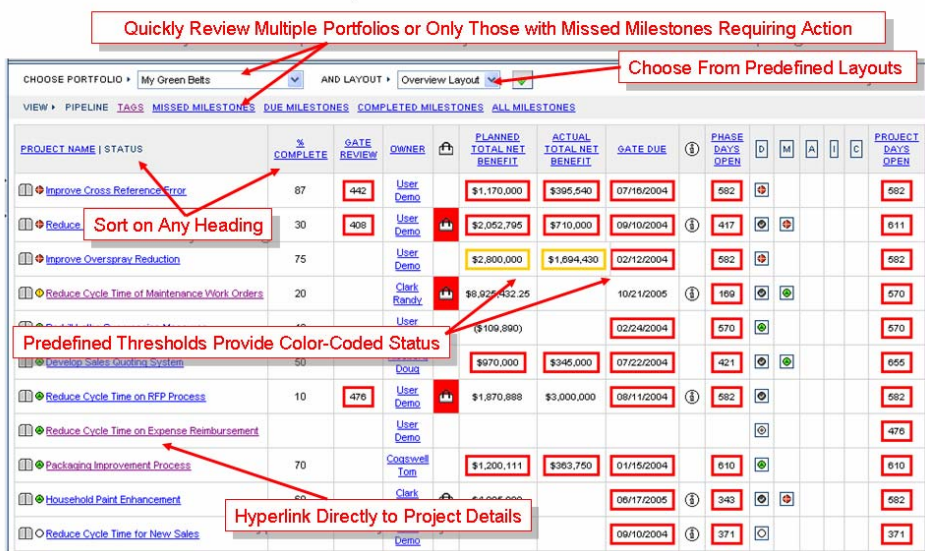 Quickly Review Multiple Portfolios or Only Those with Missed Milestones Requiring Action
CHOOSE PORTFOLIO My Green Belts AND LAYOUT Overview Layout
Choose From Predefined Layouts
VIEW PIPELINE TAGS MISSED MILESTONES DUE MILESTONES COMPLETED MILESTONES ALL MILESTONES
PROJECT NAME | STATUS % COMPLETE GATE REVIEW OWNER PLANNED TOTAL NET BENEFIT ACTUAL TOTAL NET BENEFIT GATE DUE PHASE DAYS OPEN D M A I C PROJECT DAYS OPEN
Improve Cross Reference Error 87 442 User Demo $1,170,000 $395,540 07/16/2004 582 582
Reduce 30 408 User Demo $2,052,795 $710,000 09/10/2004 417 611
Sort on Any Heading
Improve Overspray Reduction 75 User Demo $2,800,000 $1,694,430 02/12/2004 582 582
Reduce Cycle Time of Maintenance Work Orders 20 Clark Randy $8,925,432.25 10/21/2005 169 570
User ($109,890) 02/24/2004 570 570
Predefined Thresholds Provide Color-Coded Status
Develop Sales Quoting System 50 Doug $970,000 $345,000 07/22/2004 421 655
Reduce Cycle Time on RFP Process 10 476 User Demo $1,870,888 $3,000,000 08/11/2004 582 582
Reduce Cycle Time on Expense Reimbursement User Demo 476
Packaging Improvement Process 70 Cogswell Tom $1,200,111 $363,750 01/15/2004 610 610
Household Paint Enhancement Clark 06/17/2005 343 582
Hyperlink Directly to Project Details
Reduce Cycle Time for New Sales Demo 09/10/2004 371 371